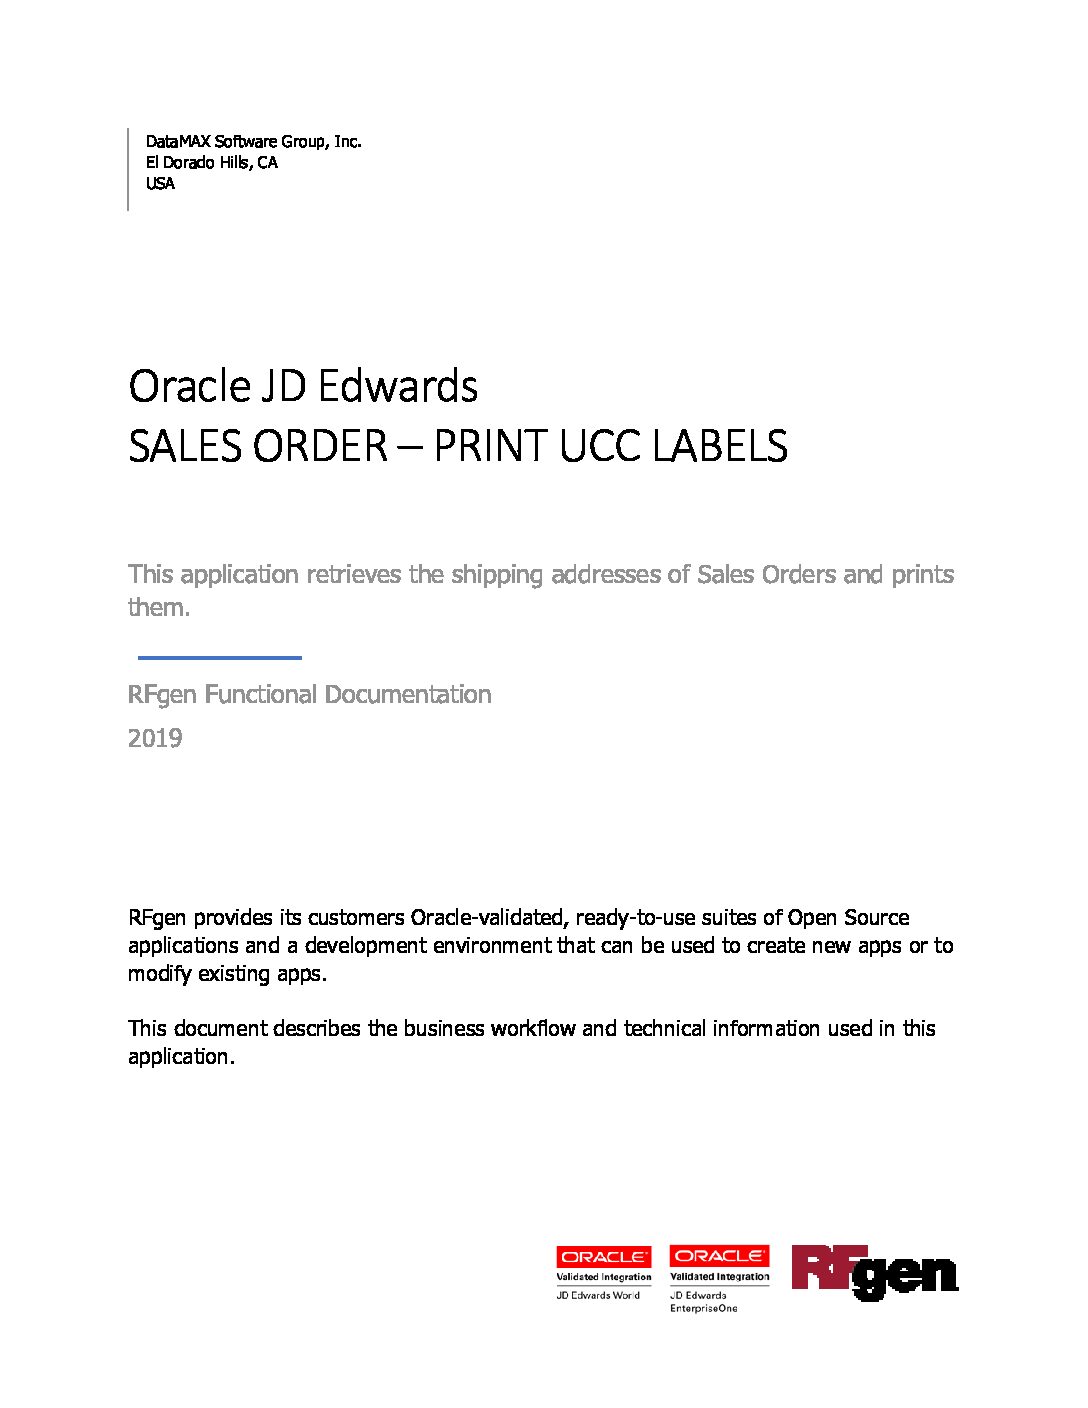 DataMAX Software Group, Inc.
El Dorado Hills, CA
USA
Oracle JD Edwards
SALES ORDER – PRINT UCC LABELS
This application retrieves the shipping addresses of Sales Orders and prints
them.
RFgen Functional Documentation
2019
RFgen provides its customers Oracle-validated, ready-to-use suites of Open Source
applications and a development environment that can be used to create new apps or to
modify existing apps.
This document describes the business workflow and technical information used in this
application.
ORACLE
Validated Integration
JD Edwards World
ORACLE
Validated Integration
JD Edwards
EnterpriseOne
RFgen